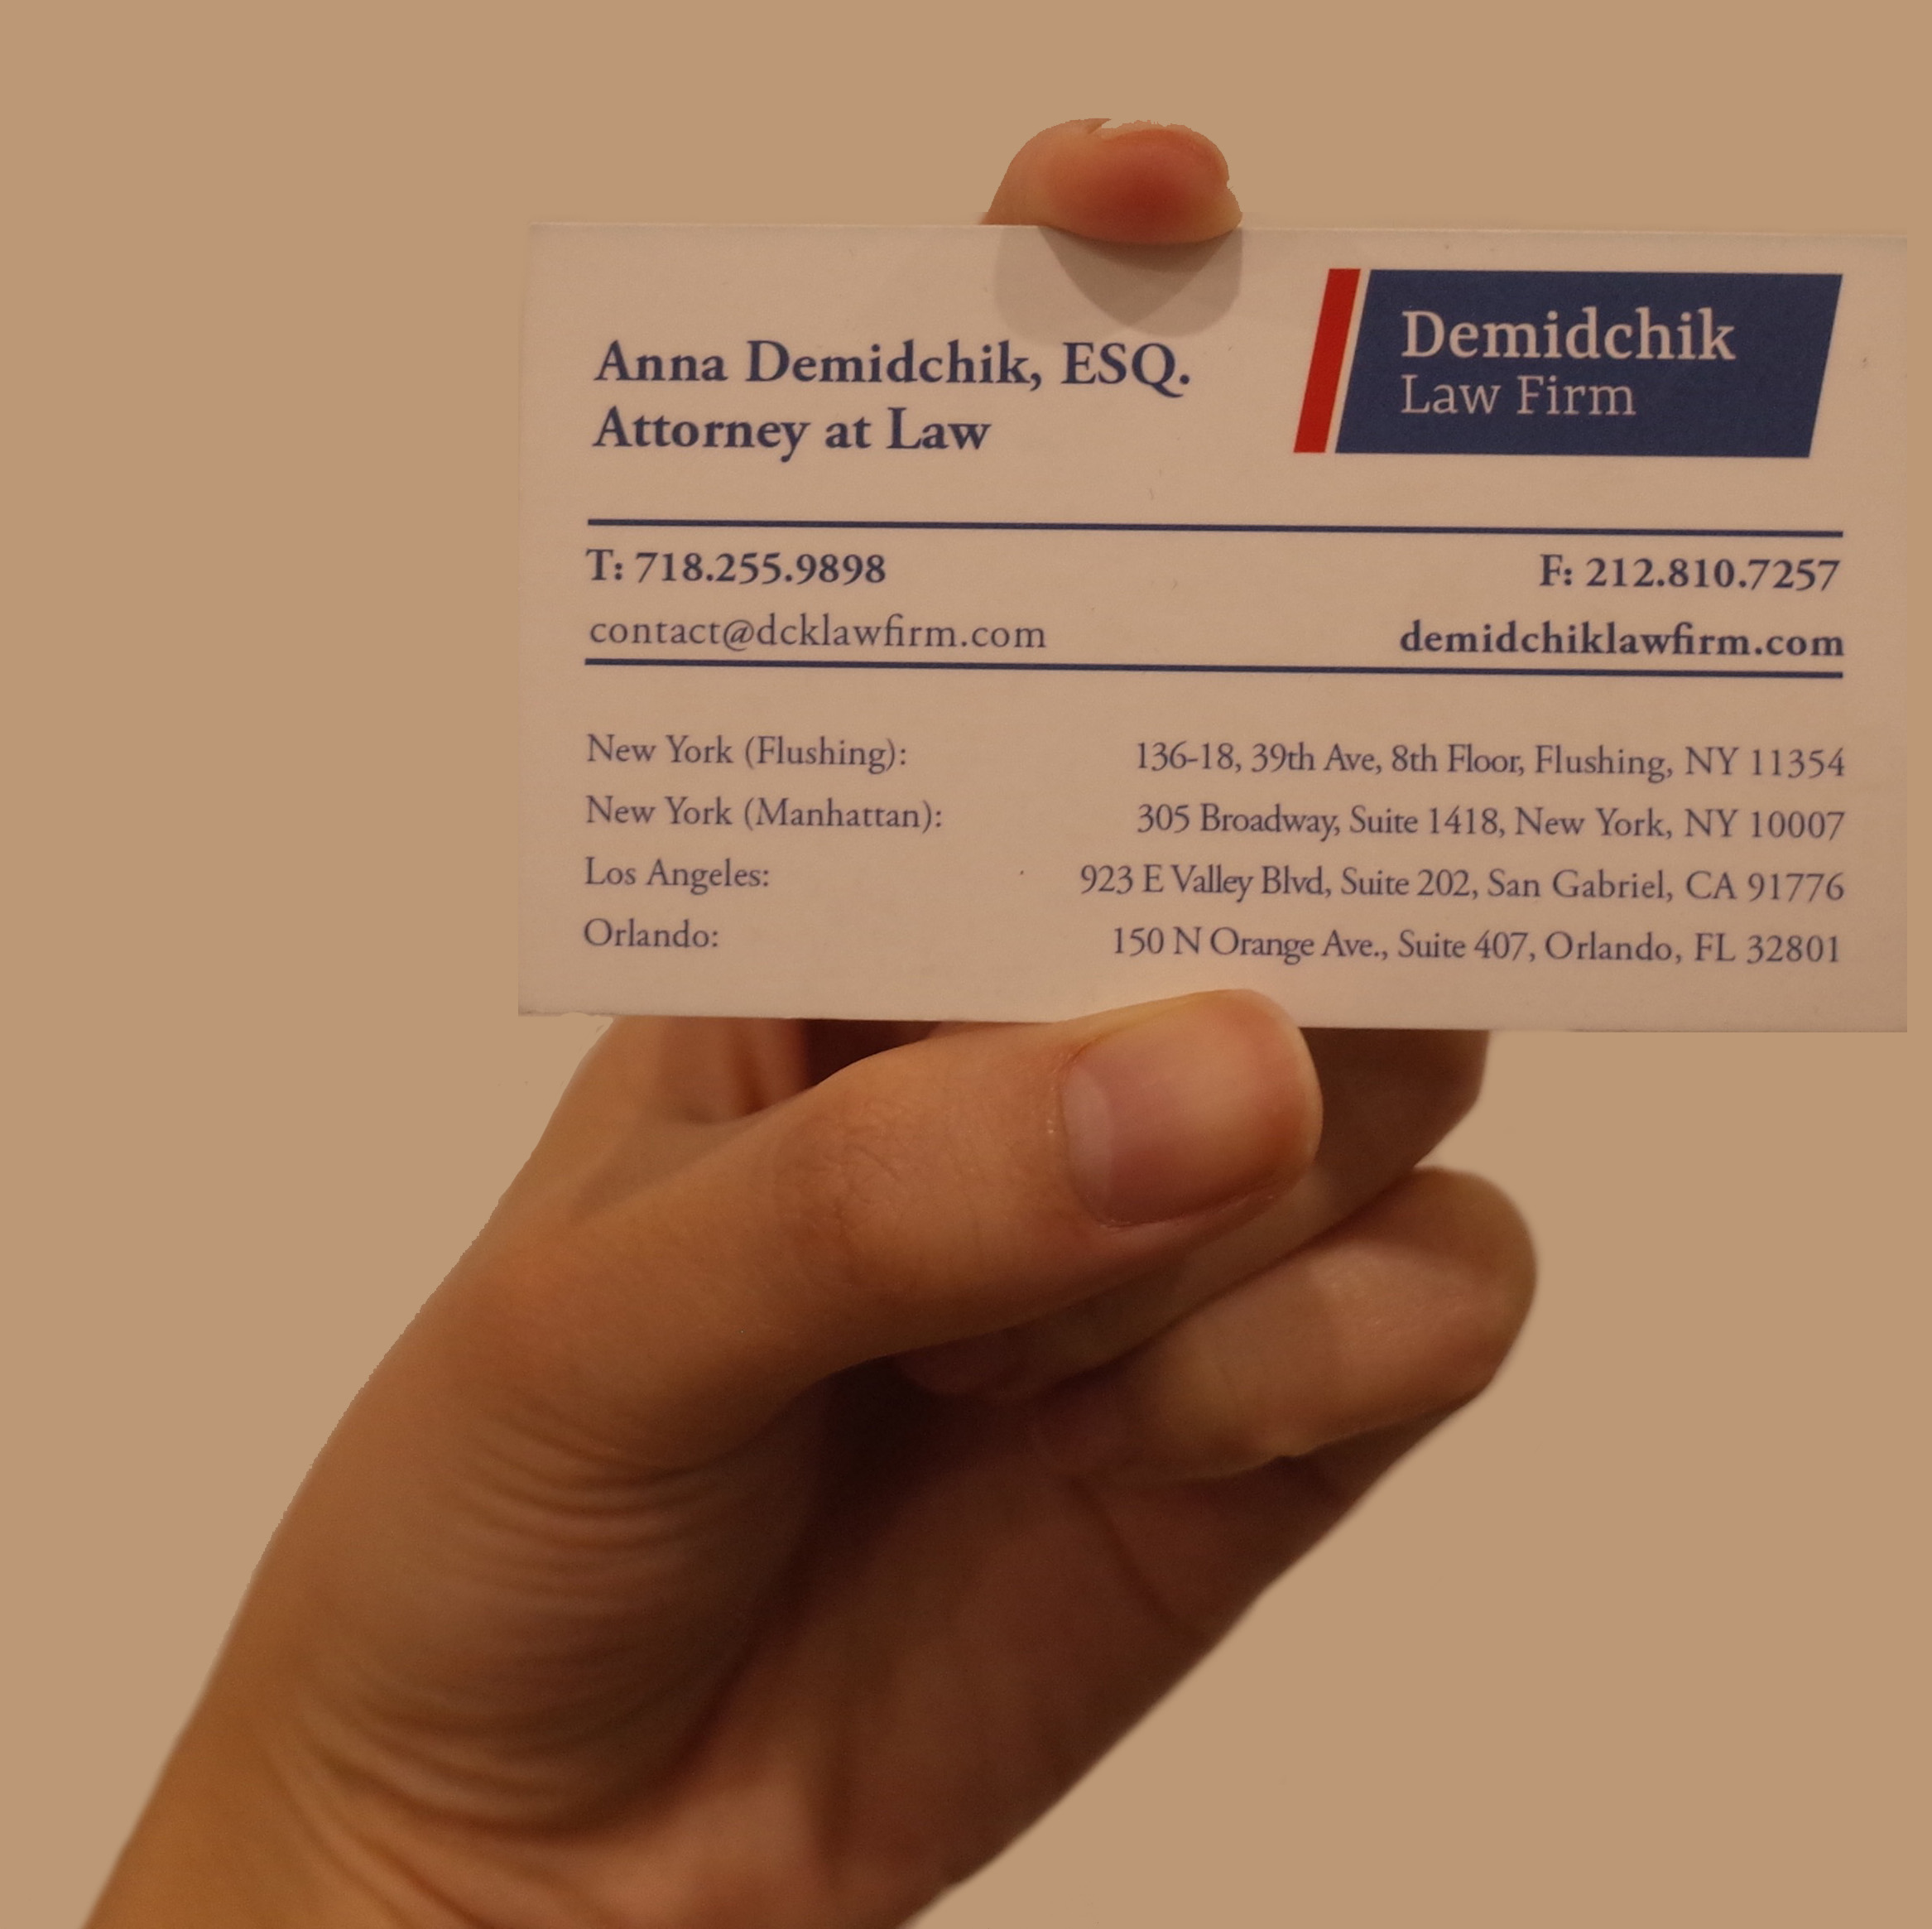 Anna Demidchik, ESQ.
Attorney at Law
Demidchik
Law Firm
T: 718.255.9898
F: 212.810.7257
contact@dcklawfirm.com
demidchiklawfirm.com
New York (Flushing): 136-18, 39th Ave, 8th Floor, Flushing, NY 11354
New York (Manhattan): 305 Broadway, Suite 1418, New York, NY 10007
Los Angeles: 923 E Valley Blvd, Suite 202, San Gabriel, CA 91776
Orlando: 150 N Orange Ave., Suite 407, Orlando, FL 32801